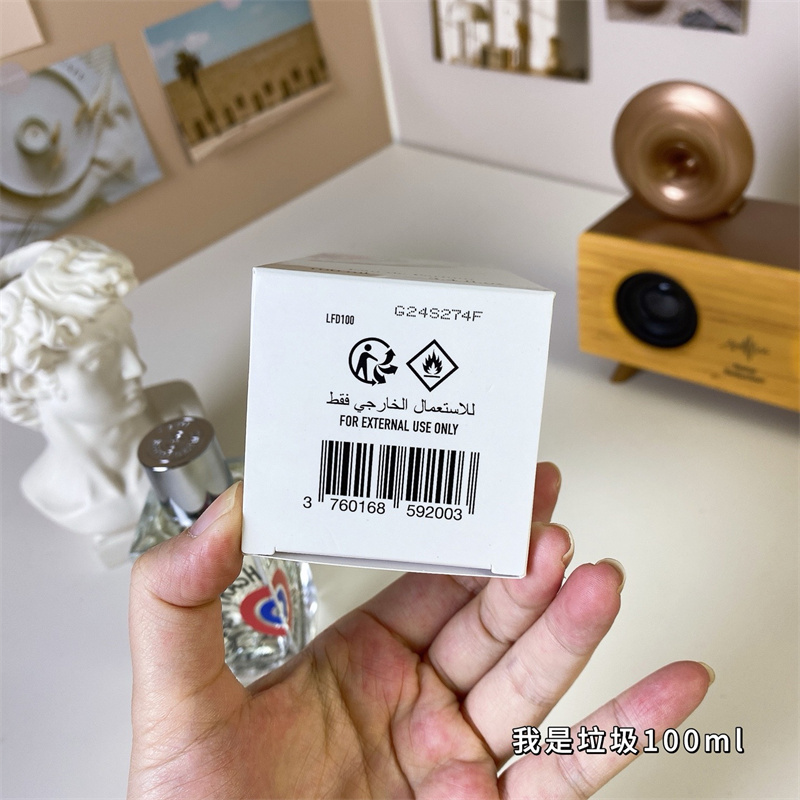 LFD100
G24S274F
للاستعمال الخارجي فقط
FOR EXTERNAL USE ONLY
3 760168 592003
我是垃圾100ml